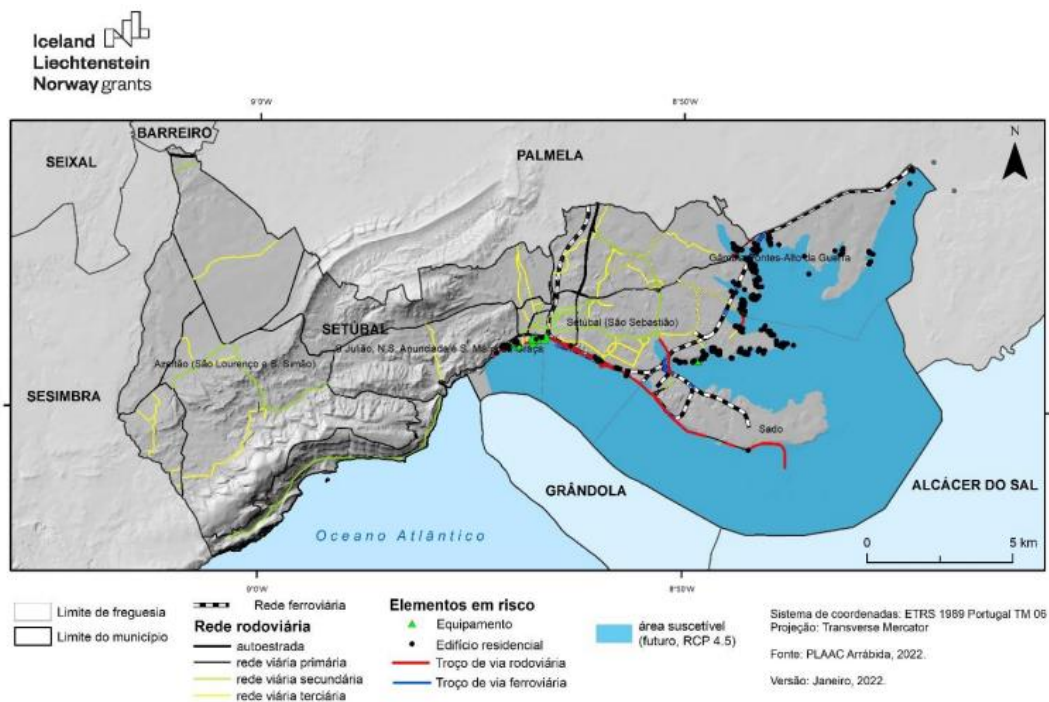 Iceland
Liechtenstein
Norway grants
9°0'W
8°50'W
BARREIRO
SEIXAL
PALMELA
N
Gâmbia-Pontes-Alto da Guerra
SETÚBAL
Setúbal (São Sebastião)
S. Julião, N.S. Anunciada e S. Maria da Graça
Azeitão (São Lourenço e S. Simão)
SESIMBRA
Sado
GRÂNDOLA
ALCÁCER DO SAL
Oceano Atlântico
0 5 km
9°0'W
8°50'W
Limite de freguesia
Limite do município
Rede ferroviária
Rede rodoviária
autoestrada
rede viária primária
rede viária secundária
rede viária terciária
Elementos em risco
Equipamento
Edifício residencial
Troço de via rodoviária
Troço de via ferroviária
área suscetível
(futuro, RCP 4.5)
Sistema de coordenadas: ETRS 1989 Portugal TM 06
Projeção: Transverse Mercator
Fonte: PLAAC Arrábida, 2022.
Versão: Janeiro, 2022.